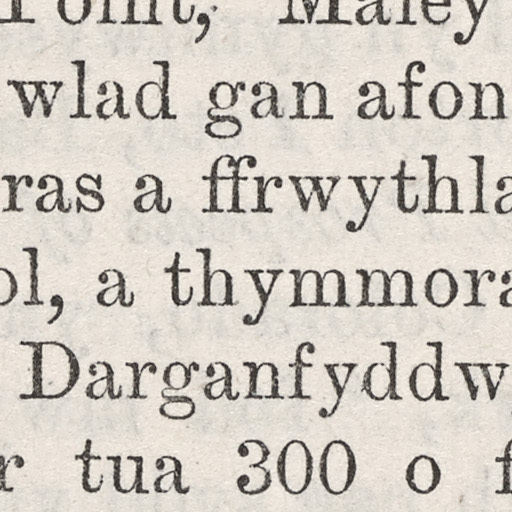 Point, Maley
wlad gan afon
ras a ffrwythla
ol, a thymmora
Darganfyddw
r tua 300 o f